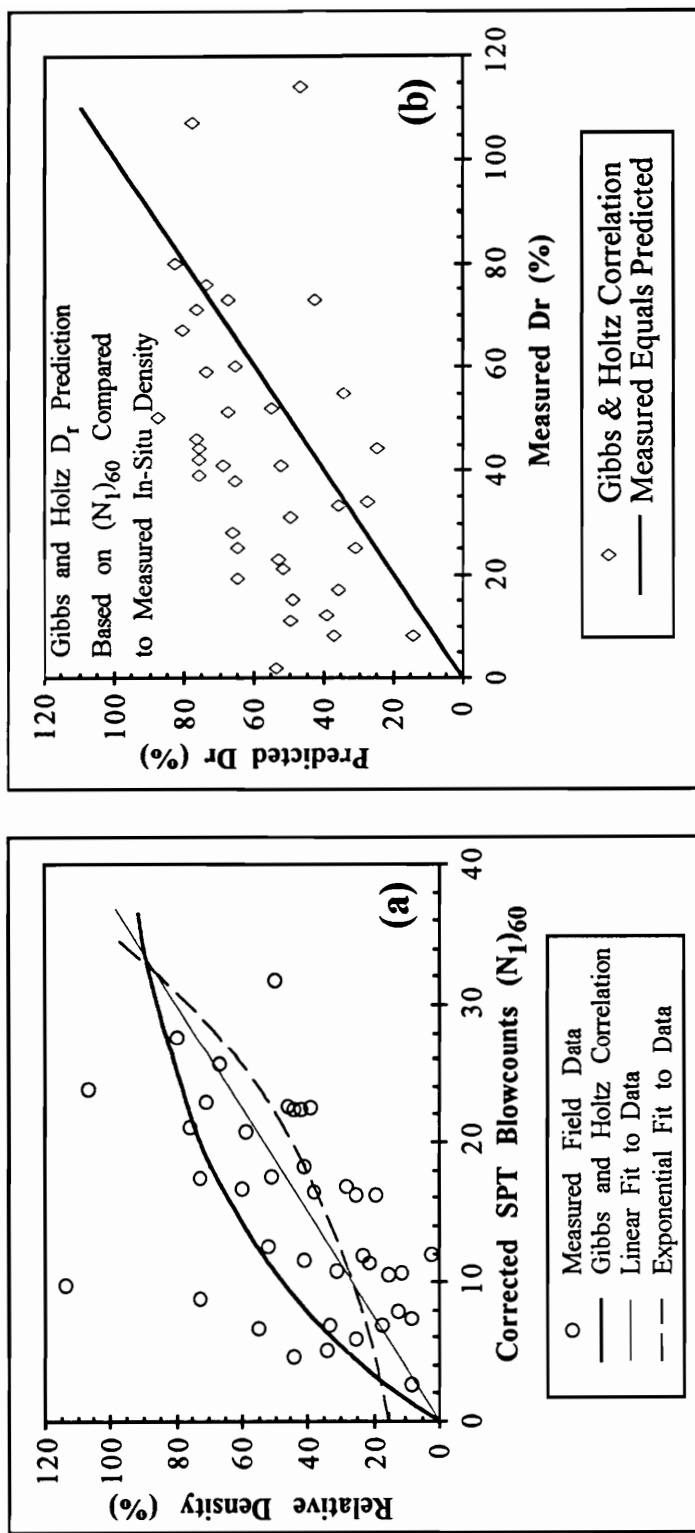 120
100
80
60
40
20
0
Relative Density (%)
(a)
0 10 20 30 40
Corrected SPT Blowcounts (N₁)₆₀
Measured Field Data
Gibbs and Holtz Correlation
Linear Fit to Data
Exponential Fit to Data
120
100
80
60
40
20
0
Predicted Dr (%)
Gibbs and Holtz Dᵣ Prediction
Based on (N₁)₆₀ Compared
to Measured In-Situ Density
(b)
0 20 40 60 80 100 120
Measured Dr (%)
Gibbs & Holtz Correlation
Measured Equals Predicted